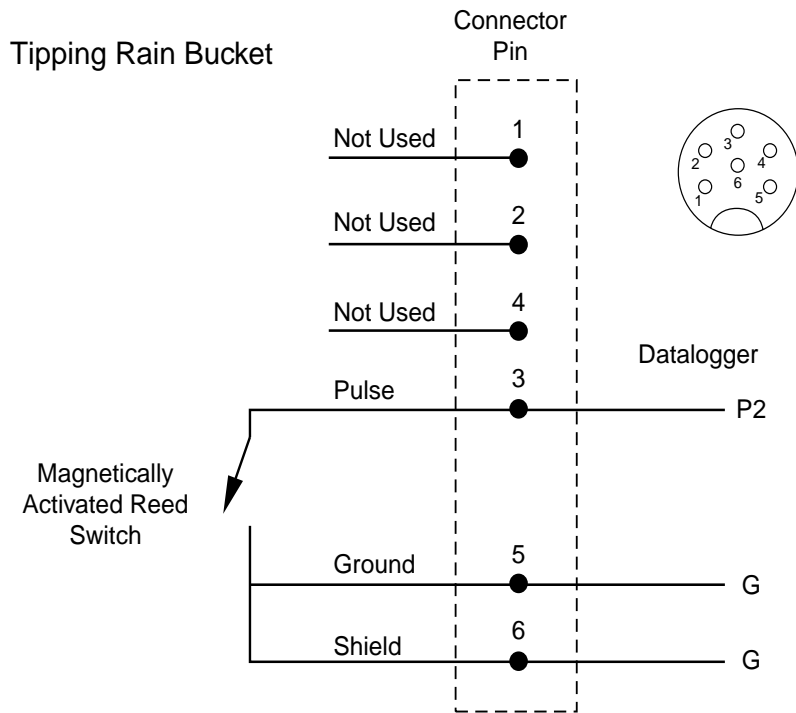 Connector
Pin
Tipping Rain Bucket
Not Used
1
Not Used
2
Not Used
4
3
2
4
6
1
5
Datalogger
Pulse
3
P2
Magnetically
Activated Reed
Switch
Ground
5
G
Shield
6
G